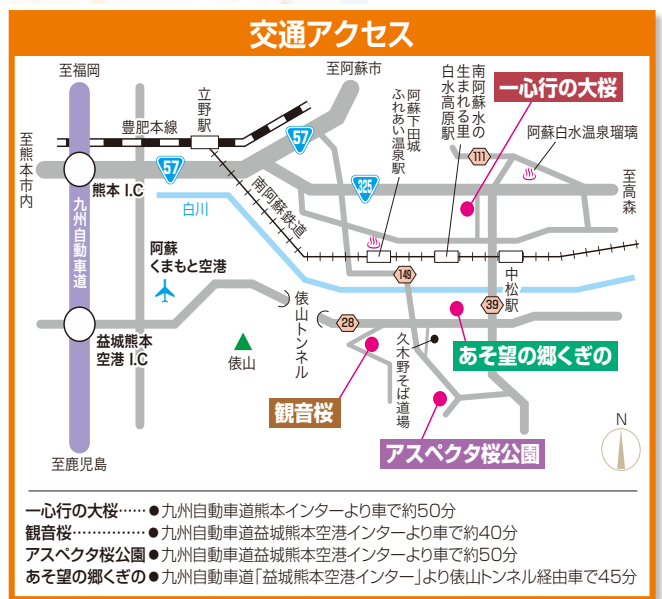 交通アクセス
至福岡
至阿蘇市
立野駅
豊肥本線
57
57
至熊本市内
熊本 I.C
九州自動車道
白川
南阿蘇鉄道
阿蘇下田城
ふれあい温泉駅
南阿蘇水の
生まれる里
白水高原駅
一心行の大桜
111
阿蘇白水温泉瑠璃
325
至高森
阿蘇
くまもと空港
149
中松駅
39
益城熊本
空港 I.C
俵山
俵山トンネル
28
久木野そば道場
あそ望の郷くぎの
観音桜
アスペクタ桜公園
N
至鹿児島
一心行の大桜……●九州自動車道熊本インターより車で約50分
観音桜……………●九州自動車道益城熊本空港インターより車で約40分
アスペクタ桜公園●九州自動車道益城熊本空港インターより車で約50分
あそ望の郷くぎの●九州自動車道「益城熊本空港インター」より俵山トンネル経由車で45分